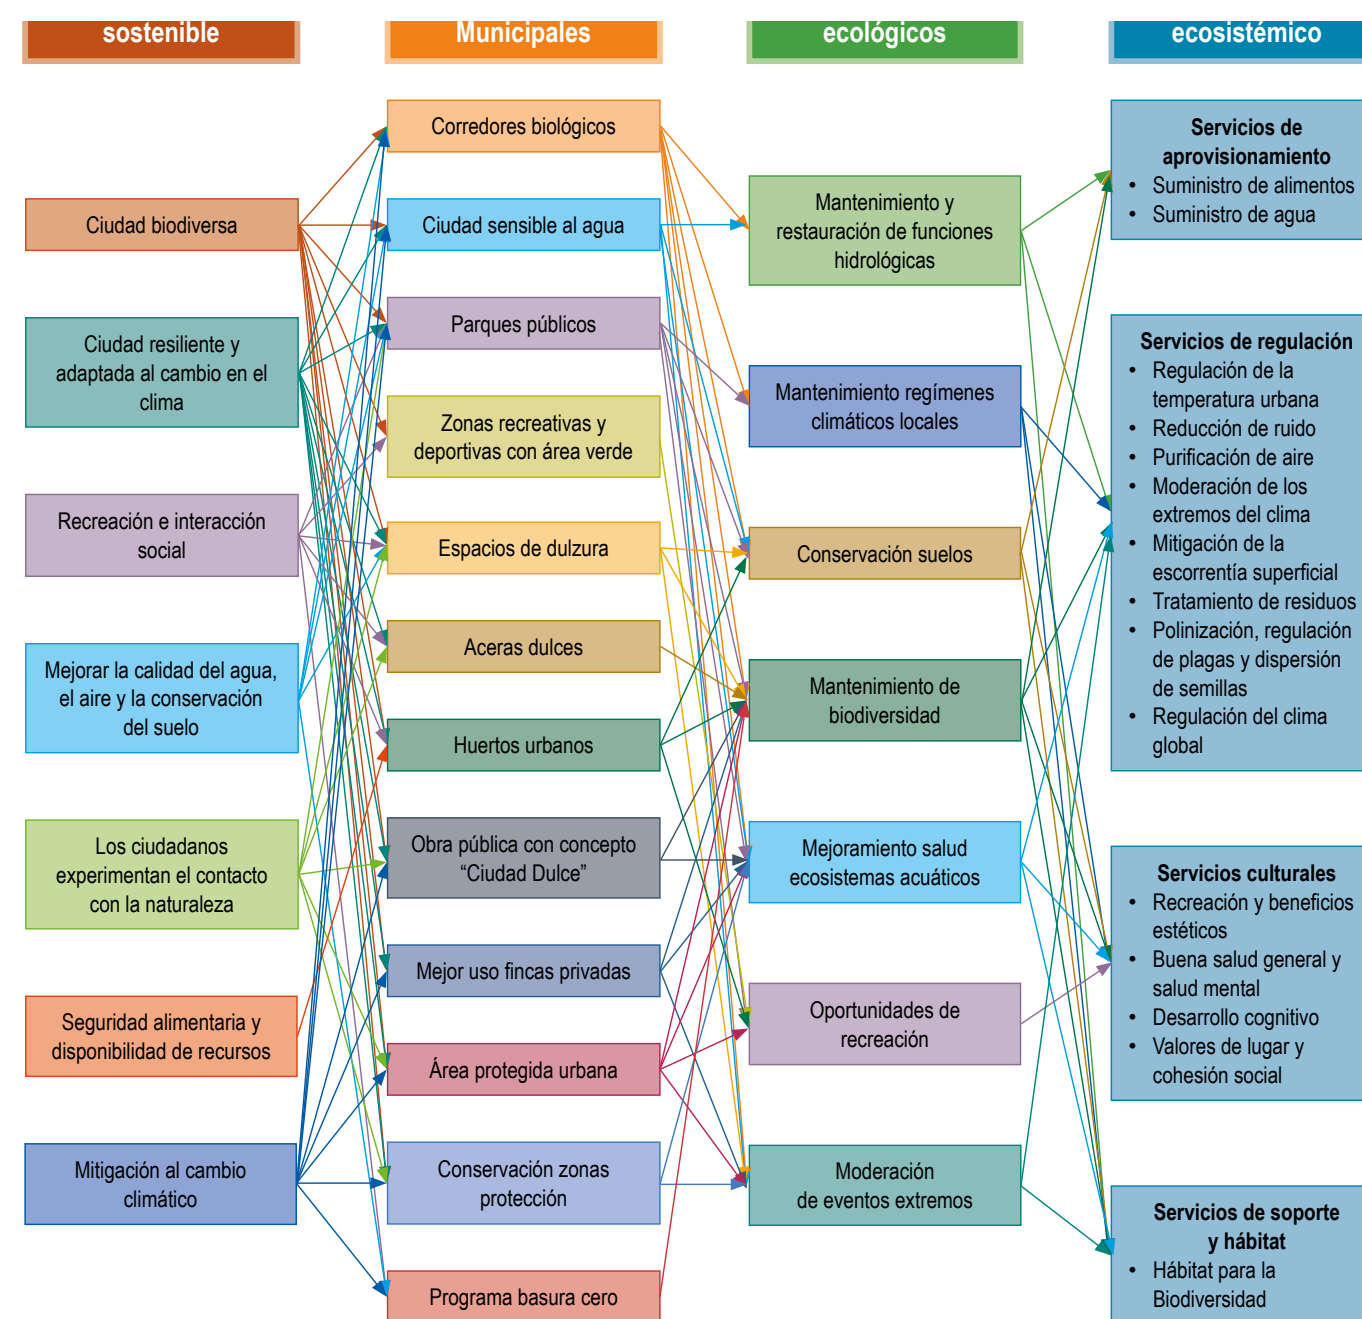 sostenible
Municipales
ecológicos
ecosistémico
Ciudad biodiversa
Ciudad resiliente y
adaptada al cambio en el
clima
Recreación e interacción
social
Mejorar la calidad del agua,
el aire y la conservación
del suelo
Los ciudadanos
experimentan el contacto
con la naturaleza
Seguridad alimentaria y
disponibilidad de recursos
Mitigación al cambio
climático
Corredores biológicos
Ciudad sensible al agua
Parques públicos
Zonas recreativas y
deportivas con área verde
Espacios de dulzura
Aceras dulces
Huertos urbanos
Obra pública con concepto
“Ciudad Dulce”
Mejor uso fincas privadas
Área protegida urbana
Conservación zonas
protección
Programa basura cero
Mantenimiento y
restauración de funciones
hidrológicas
Mantenimiento regímenes
climáticos locales
Conservación suelos
Mantenimiento de
biodiversidad
Mejoramiento salud
ecosistemas acuáticos
Oportunidades de
recreación
Moderación
de eventos extremos
Servicios de
aprovisionamiento
• Suministro de alimentos
• Suministro de agua
Servicios de regulación
• Regulación de la
temperatura urbana
• Reducción de ruido
• Purificación de aire
• Moderación de los
extremos del clima
• Mitigación de la
escorrentía superficial
• Tratamiento de residuos
• Polinización, regulación
de plagas y dispersión
de semillas
• Regulación del clima
global
Servicios culturales
• Recreación y beneficios
estéticos
• Buena salud general y
salud mental
• Desarrollo cognitivo
• Valores de lugar y
cohesión social
Servicios de soporte
y hábitat
• Hábitat para la
Biodiversidad